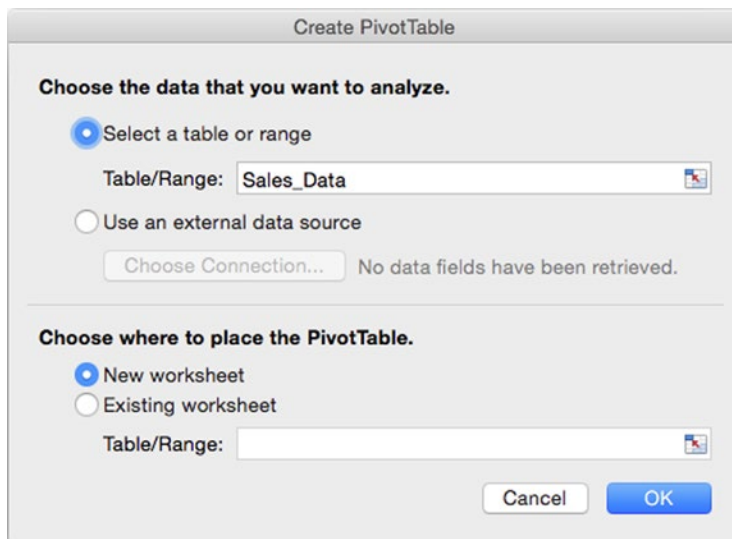 Create PivotTable
Choose the data that you want to analyze.
Select a table or range
Table/Range: Sales_Data
Use an external data source
Choose Connection... No data fields have been retrieved.
Choose where to place the PivotTable.
New worksheet
Existing worksheet
Table/Range:
Cancel OK